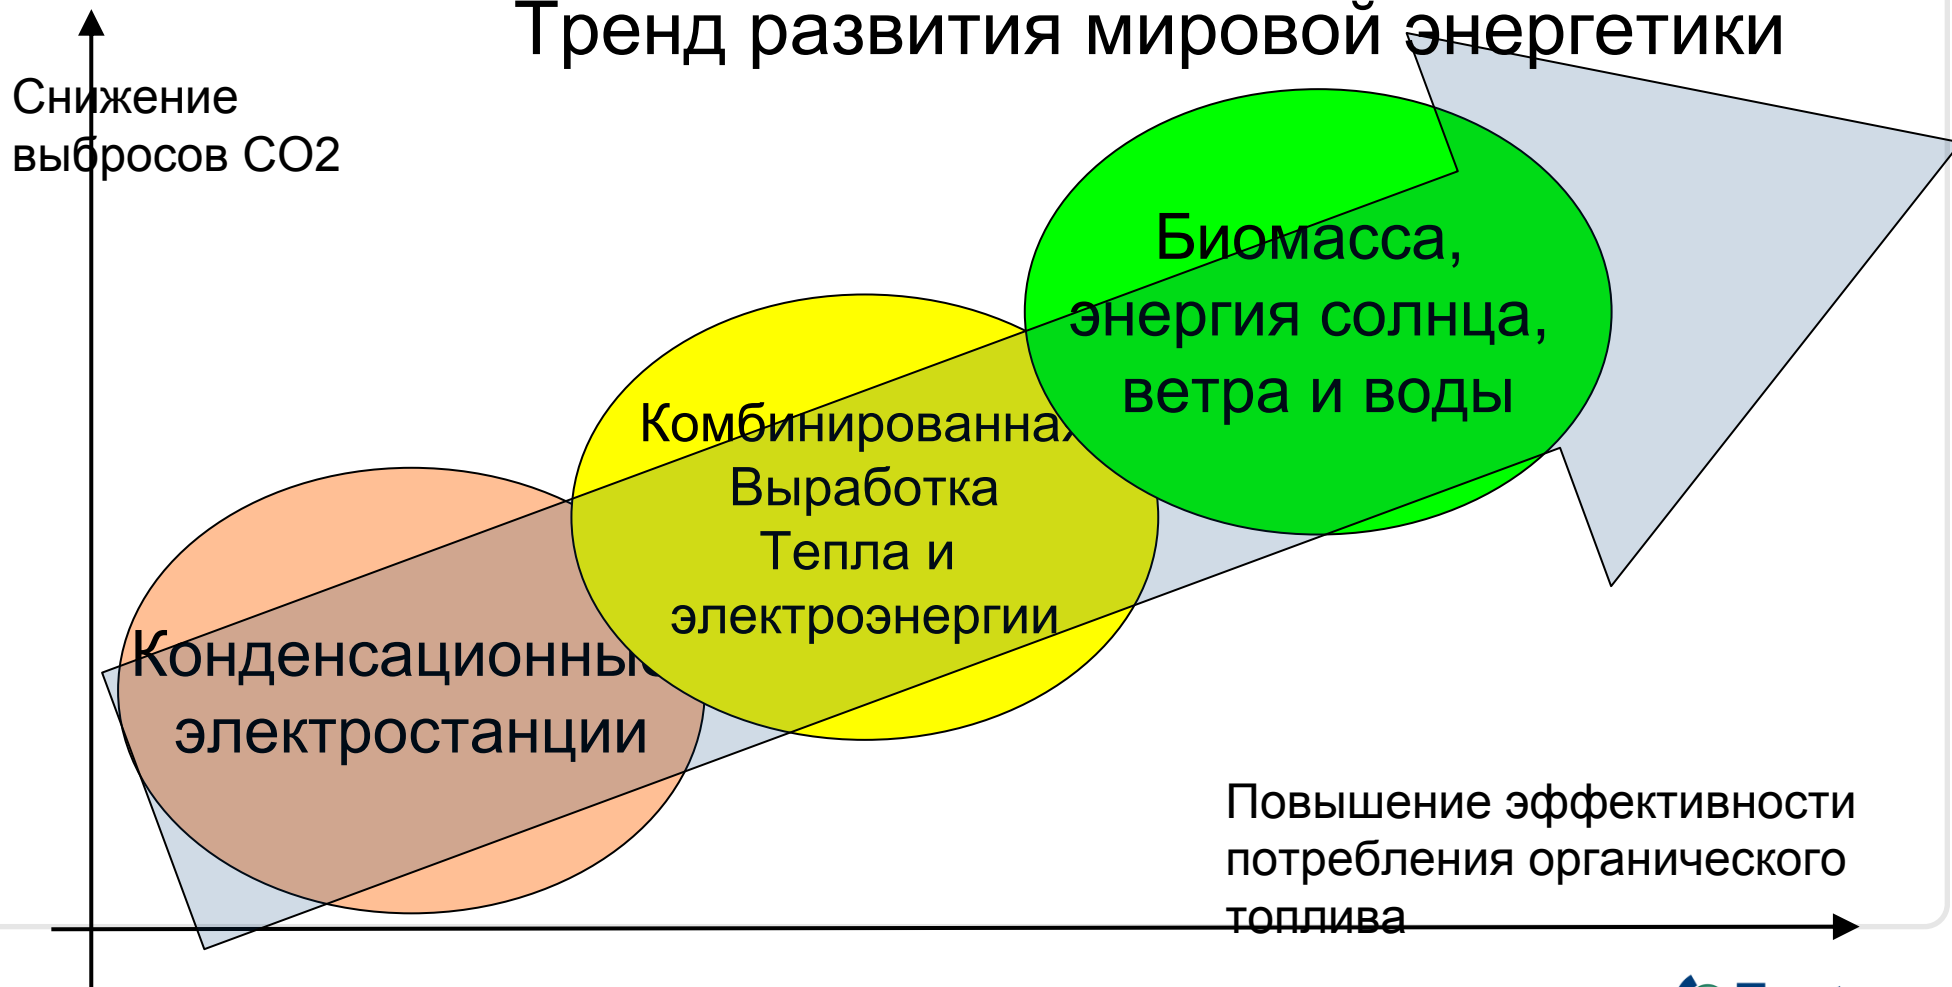 Тренд развития мировой энергетики
Снижение
выбросов СО2
Биомасса,
энергия солнца,
ветра и воды
Комбинированная
Выработка
Тепла и
электроэнергии
Конденсационные
электростанции
Повышение эффективности
потребления органического
топлива